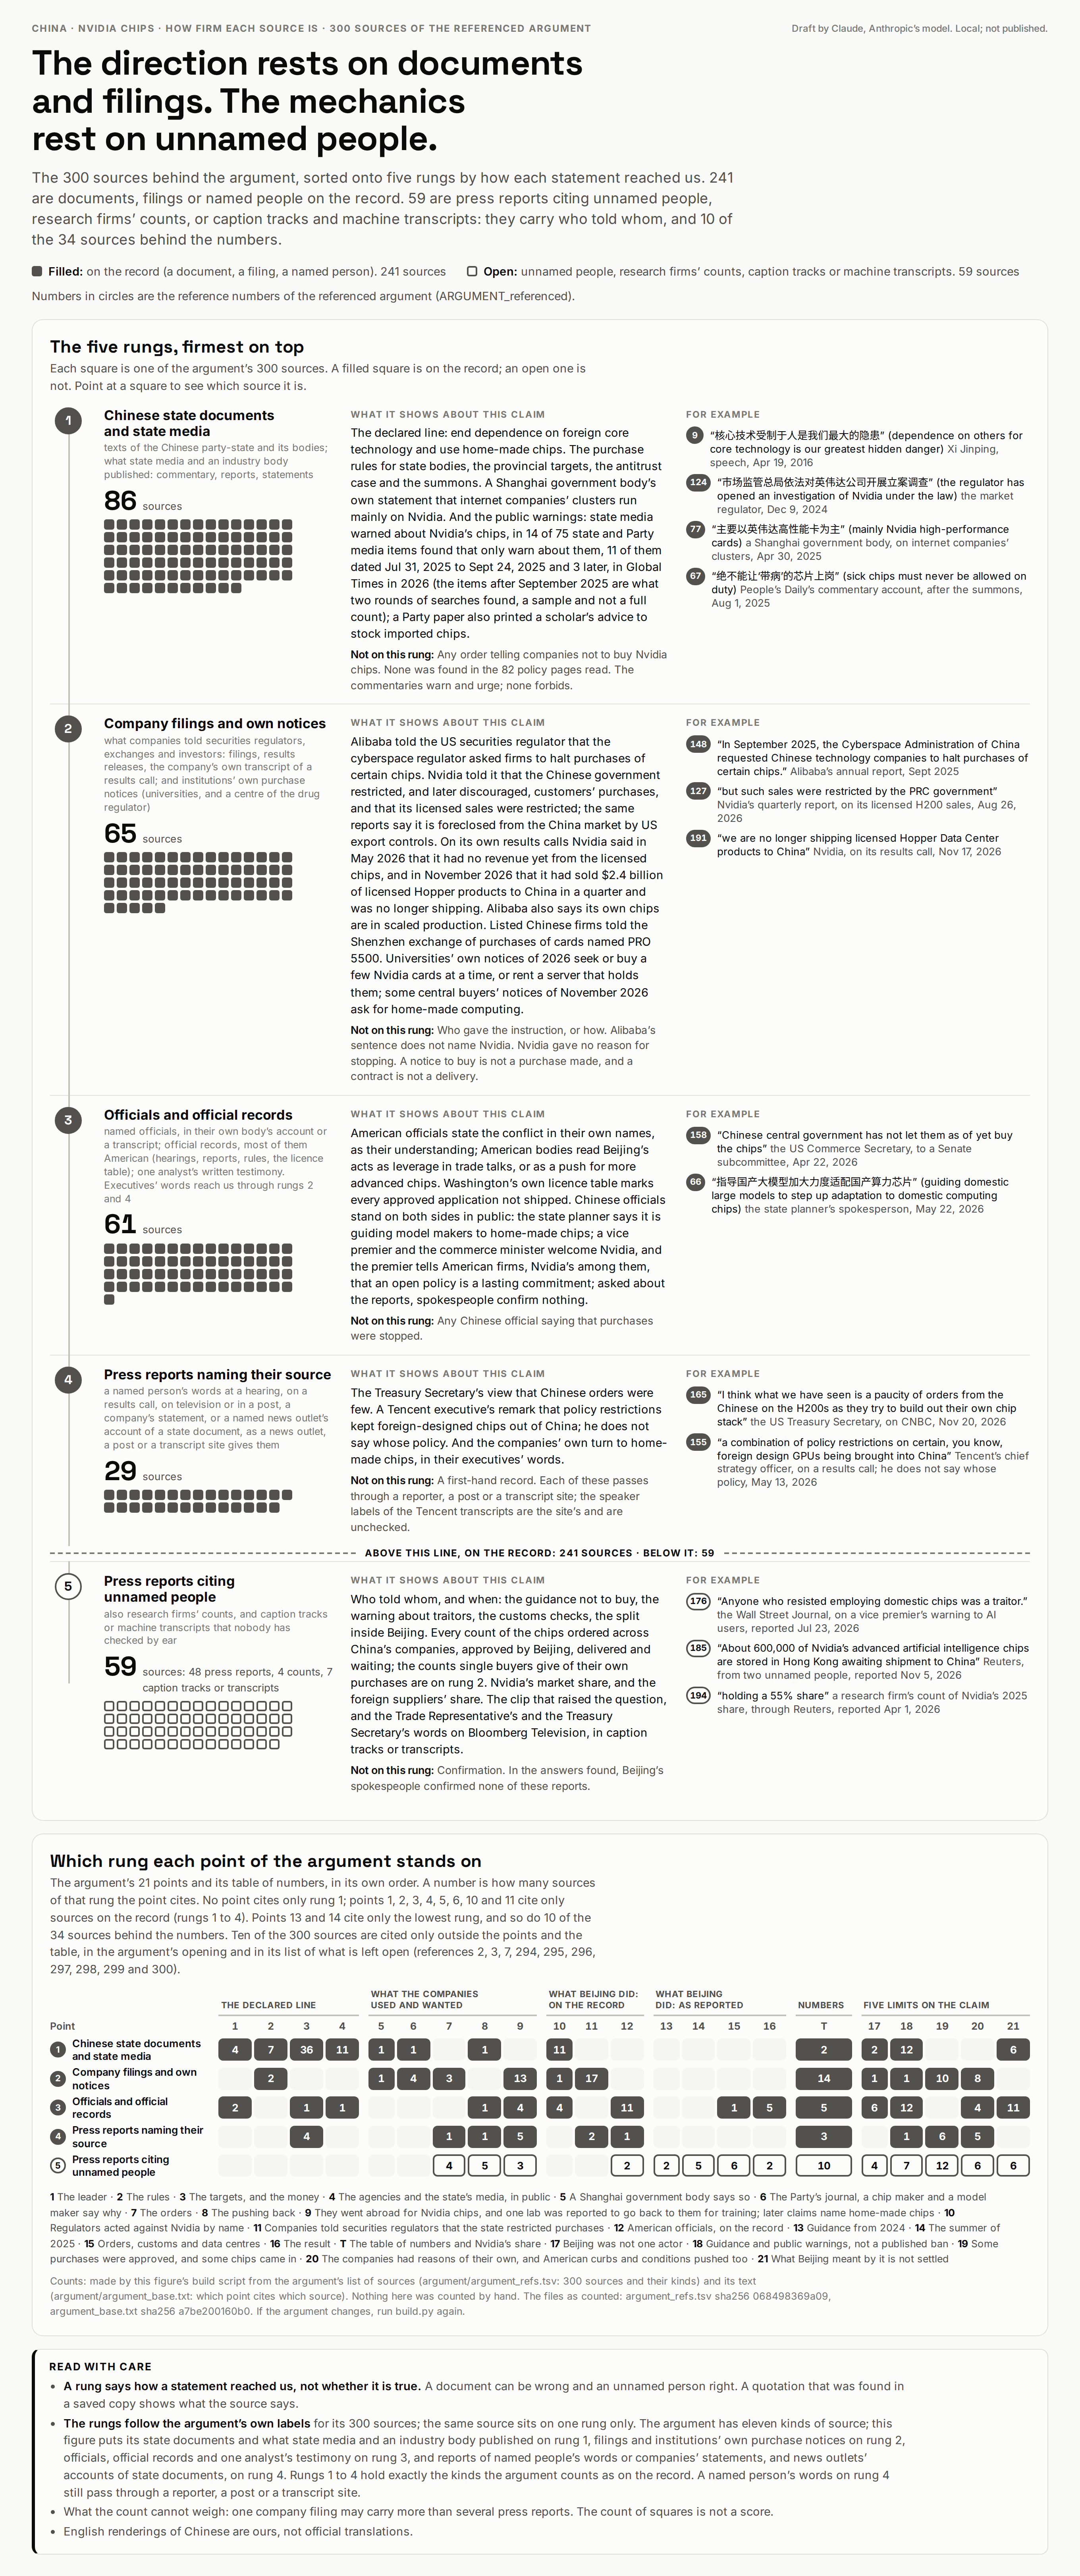 CHINA · NVIDIA CHIPS · HOW FIRM EACH SOURCE IS · 300 SOURCES OF THE REFERENCED ARGUMENT
Draft by Claude, Anthropic’s model. Local; not published.
The direction rests on documents
and filings. The mechanics
rest on unnamed people.
The 300 sources behind the argument, sorted onto five rungs by how each statement reached us. 241
are documents, filings or named people on the record. 59 are press reports citing unnamed people,
research firms’ counts, or caption tracks and machine transcripts: they carry who told whom, and 10 of
the 34 sources behind the numbers.
Filled: on the record (a document, a filing, a named person). 241 sources
Open: unnamed people, research firms’ counts, caption tracks or machine transcripts. 59 sources
Numbers in circles are the reference numbers of the referenced argument (ARGUMENT_referenced).
The five rungs, firmest on top
Each square is one of the argument’s 300 sources. A filled square is on the record; an open one is
not. Point at a square to see which source it is.
1
Chinese state documents
and state media
texts of the Chinese party-state and its bodies;
what state media and an industry body
published: commentary, reports, statements
86 sources
WHAT IT SHOWS ABOUT THIS CLAIM
The declared line: end dependence on foreign core
technology and use home-made chips. The purchase
rules for state bodies, the provincial targets, the antitrust
case and the summons. A Shanghai government body’s
own statement that internet companies’ clusters run
mainly on Nvidia. And the public warnings: state media
warned about Nvidia’s chips, in 14 of 75 state and Party
media items found that only warn about them, 11 of them
dated Jul 31, 2025 to Sept 24, 2025 and 3 later, in Global
Times in 2026 (the items after September 2025 are what
two rounds of searches found, a sample and not a full
count); a Party paper also printed a scholar’s advice to
stock imported chips.
Not on this rung: Any order telling companies not to buy Nvidia
chips. None was found in the 82 policy pages read. The
commentaries warn and urge; none forbids.
FOR EXAMPLE
9 “核心技术受制于人是我们最大的隐患” (dependence on others for
core technology is our greatest hidden danger) Xi Jinping,
speech, Apr 19, 2016
124 “市场监管总局依法对英伟达公司开展立案调查” (the regulator has
opened an investigation of Nvidia under the law) the market
regulator, Dec 9, 2024
77 “主要以英伟达高性能卡为主” (mainly Nvidia high-performance
cards) a Shanghai government body, on internet companies’
clusters, Apr 30, 2025
67 “绝不能让‘带病’的芯片上岗” (sick chips must never be allowed on
duty) People’s Daily’s commentary account, after the summons,
Aug 1, 2025
2
Company filings and own notices
what companies told securities regulators,
exchanges and investors: filings, results
releases, the company’s own transcript of a
results call; and institutions’ own purchase
notices (universities, and a centre of the drug
regulator)
65 sources
WHAT IT SHOWS ABOUT THIS CLAIM
Alibaba told the US securities regulator that the
cyberspace regulator asked firms to halt purchases of
certain chips. Nvidia told it that the Chinese government
restricted, and later discouraged, customers’ purchases,
and that its licensed sales were restricted; the same
reports say it is foreclosed from the China market by US
export controls. On its own results calls Nvidia said in
May 2026 that it had no revenue yet from the licensed
chips, and in November 2026 that it had sold $2.4 billion
of licensed Hopper products to China in a quarter and
was no longer shipping. Alibaba also says its own chips
are in scaled production. Listed Chinese firms told the
Shenzhen exchange of purchases of cards named PRO
5500. Universities’ own notices of 2026 seek or buy a
few Nvidia cards at a time, or rent a server that holds
them; some central buyers’ notices of November 2026
ask for home-made computing.
Not on this rung: Who gave the instruction, or how. Alibaba’s
sentence does not name Nvidia. Nvidia gave no reason for
stopping. A notice to buy is not a purchase made, and a
contract is not a delivery.
FOR EXAMPLE
148 “In September 2025, the Cyberspace Administration of China
requested Chinese technology companies to halt purchases of
certain chips.” Alibaba’s annual report, Sept 2025
127 “but such sales were restricted by the PRC government”
Nvidia’s quarterly report, on its licensed H200 sales, Aug 26,
2026
191 “we are no longer shipping licensed Hopper Data Center
products to China” Nvidia, on its results call, Nov 17, 2026
3
Officials and official records
named officials, in their own body’s account or
a transcript; official records, most of them
American (hearings, reports, rules, the licence
table); one analyst’s written testimony.
Executives’ words reach us through rungs 2
and 4
61 sources
WHAT IT SHOWS ABOUT THIS CLAIM
American officials state the conflict in their own names,
as their understanding; American bodies read Beijing’s
acts as leverage in trade talks, or as a push for more
advanced chips. Washington’s own licence table marks
every approved application not shipped. Chinese officials
stand on both sides in public: the state planner says it is
guiding model makers to home-made chips; a vice
premier and the commerce minister welcome Nvidia, and
the premier tells American firms, Nvidia’s among them,
that an open policy is a lasting commitment; asked about
the reports, spokespeople confirm nothing.
Not on this rung: Any Chinese official saying that purchases
were stopped.
FOR EXAMPLE
158 “Chinese central government has not let them as of yet buy
the chips” the US Commerce Secretary, to a Senate
subcommittee, Apr 22, 2026
66 “指导国产大模型加大力度适配国产算力芯片” (guiding domestic
large models to step up adaptation to domestic computing
chips) the state planner’s spokesperson, May 22, 2026
4
Press reports naming their source
a named person’s words at a hearing, on a
results call, on television or in a post, a
company’s statement, or a named news outlet’s
account of a state document, as a news outlet,
a post or a transcript site gives them
29 sources
WHAT IT SHOWS ABOUT THIS CLAIM
The Treasury Secretary’s view that Chinese orders were
few. A Tencent executive’s remark that policy restrictions
kept foreign-designed chips out of China; he does not
say whose policy. And the companies’ own turn to home-
made chips, in their executives’ words.
Not on this rung: A first-hand record. Each of these passes
through a reporter, a post or a transcript site; the speaker
labels of the Tencent transcripts are the site’s and are
unchecked.
FOR EXAMPLE
165 “I think what we have seen is a paucity of orders from the
Chinese on the H200s as they try to build out their own chip
stack” the US Treasury Secretary, on CNBC, Nov 20, 2026
155 “a combination of policy restrictions on certain, you know,
foreign design GPUs being brought into China” Tencent’s chief
strategy officer, on a results call; he does not say whose
policy, May 13, 2026
ABOVE THIS LINE, ON THE RECORD: 241 SOURCES · BELOW IT: 59
5
Press reports citing
unnamed people
also research firms’ counts, and caption tracks
or machine transcripts that nobody has
checked by ear
59 sources: 48 press reports, 4 counts, 7
caption tracks or transcripts
WHAT IT SHOWS ABOUT THIS CLAIM
Who told whom, and when: the guidance not to buy, the
warning about traitors, the customs checks, the split
inside Beijing. Every count of the chips ordered across
China’s companies, approved by Beijing, delivered and
waiting; the counts single buyers give of their own
purchases are on rung 2. Nvidia’s market share, and the
foreign suppliers’ share. The clip that raised the question,
and the Trade Representative’s and the Treasury
Secretary’s words on Bloomberg Television, in caption
tracks or transcripts.
Not on this rung: Confirmation. In the answers found, Beijing’s
spokespeople confirmed none of these reports.
FOR EXAMPLE
176 “Anyone who resisted employing domestic chips was a traitor.”
the Wall Street Journal, on a vice premier’s warning to AI
users, reported Jul 23, 2026
185 “About 600,000 of Nvidia’s advanced artificial intelligence chips
are stored in Hong Kong awaiting shipment to China” Reuters,
from two unnamed people, reported Nov 5, 2026
194 “holding a 55% share” a research firm’s count of Nvidia’s 2025
share, through Reuters, reported Apr 1, 2026
Which rung each point of the argument stands on
The argument’s 21 points and its table of numbers, in its own order. A number is how many sources
of that rung the point cites. No point cites only rung 1; points 1, 2, 3, 4, 5, 6, 10 and 11 cite only
sources on the record (rungs 1 to 4). Points 13 and 14 cite only the lowest rung, and so do 10 of the
34 sources behind the numbers. Ten of the 300 sources are cited only outside the points and the
table, in the argument’s opening and in its list of what is left open (references 2, 3, 7, 294, 295, 296,
297, 298, 299 and 300).
THE DECLARED LINE
WHAT THE COMPANIES
USED AND WANTED
WHAT BEIJING DID:
ON THE RECORD
WHAT BEIJING
DID: AS REPORTED
NUMBERS
FIVE LIMITS ON THE CLAIM
Point 1 2 3 4 5 6 7 8 9 10 11 12 13 14 15 16 T 17 18 19 20 21
1 Chinese state documents
and state media
4 7 36 11 1 1 1 11 2 2 12 6
2 Company filings and own
notices
2 1 4 3 13 1 17 14 1 1 10 8
3 Officials and official
records
2 1 1 1 4 4 11 1 5 5 6 12 4 11
4 Press reports naming their
source
4 1 1 5 2 1 3 1 6 5
5 Press reports citing
unnamed people
4 5 3 2 2 5 6 2 10 4 7 12 6 6
1 The leader · 2 The rules · 3 The targets, and the money · 4 The agencies and the state’s media, in public · 5 A Shanghai government body says so · 6 The Party’s journal, a chip maker and a model
maker say why · 7 The orders · 8 The pushing back · 9 They went abroad for Nvidia chips, and one lab was reported to go back to them for training; later claims name home-made chips · 10
Regulators acted against Nvidia by name · 11 Companies told securities regulators that the state restricted purchases · 12 American officials, on the record · 13 Guidance from 2024 · 14 The summer of
2025 · 15 Orders, customs and data centres · 16 The result · T The table of numbers and Nvidia’s share · 17 Beijing was not one actor · 18 Guidance and public warnings, not a published ban · 19 Some
purchases were approved, and some chips came in · 20 The companies had reasons of their own, and American curbs and conditions pushed too · 21 What Beijing meant by it is not settled
Counts: made by this figure’s build script from the argument’s list of sources (argument/argument_refs.tsv: 300 sources and their kinds) and its text
(argument/argument_base.txt: which point cites which source). Nothing here was counted by hand. The files as counted: argument_refs.tsv sha256 068498369a09,
argument_base.txt sha256 a7be200160b0. If the argument changes, run build.py again.
READ WITH CARE
• A rung says how a statement reached us, not whether it is true. A document can be wrong and an unnamed person right. A quotation that was found in
a saved copy shows what the source says.
• The rungs follow the argument’s own labels for its 300 sources; the same source sits on one rung only. The argument has eleven kinds of source; this
figure puts its state documents and what state media and an industry body published on rung 1, filings and institutions’ own purchase notices on rung 2,
officials, official records and one analyst’s testimony on rung 3, and reports of named people’s words or companies’ statements, and news outlets’
accounts of state documents, on rung 4. Rungs 1 to 4 hold exactly the kinds the argument counts as on the record. A named person’s words on rung 4
still pass through a reporter, a post or a transcript site.
• What the count cannot weigh: one company filing may carry more than several press reports. The count of squares is not a score.
• English renderings of Chinese are ours, not official translations.